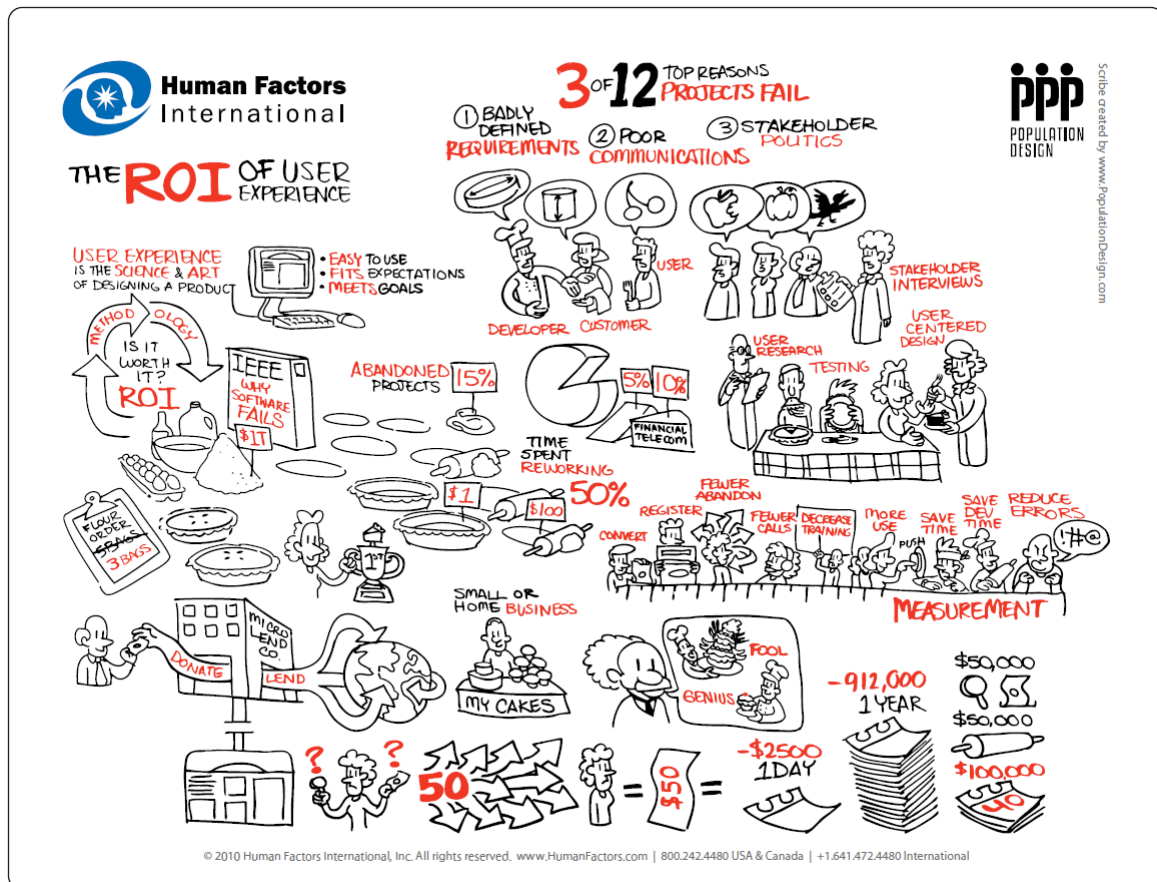 Human Factors
International
THE ROI OF USER
EXPERIENCE
3 OF 12 TOP REASONS
PROJECTS FAIL
1 BADLY
DEFINED
REQUIREMENTS
2 POOR
COMMUNICATIONS
3 STAKEHOLDER
POLITICS
PPP
POPULATION
DESIGN
Scribe created by www.PopulationDesign.com
USER EXPERIENCE
IS THE SCIENCE & ART
OF DESIGNING A PRODUCT
• EASY TO USE
• FITS EXPECTATIONS
• MEETS GOALS
DEVELOPER
CUSTOMER
USER
STAKEHOLDER
INTERVIEWS
METHOD OLOGY
IS IT
WORTH
IT?
ROI
IEEE
WHY
SOFTWARE
FAILS
$1T
ABANDONED
PROJECTS
15%
5%
10%
FINANCIAL
TELECOM
USER
RESEARCH
TESTING
USER
CENTERED
DESIGN
TIME
SPENT
REWORKING
50%
$1
$100
FLOUR
ORDER
5 BAGS
3 BAGS
1ST
CONVERT
REGISTER
FEWER
ABANDON
FEWER
CALLS
DECREASE
TRAINING
MORE
USE
PUSH
SAVE
TIME
SAVE
DEV
TIME
REDUCE
ERRORS
!#@
MEASUREMENT
MICRO
LEND
CO.
DONATE
LEND
SMALL OR
HOME BUSINESS
MY CAKES
FOOL
GENIUS
? ?
50
= $50 =
-$2500
1 DAY
-912,000
1 YEAR
$50,000
$50,000
$100,000
40
© 2010 Human Factors International, Inc. All rights reserved. www.HumanFactors.com | 800.242.4480 USA & Canada | +1.641.472.4480 International